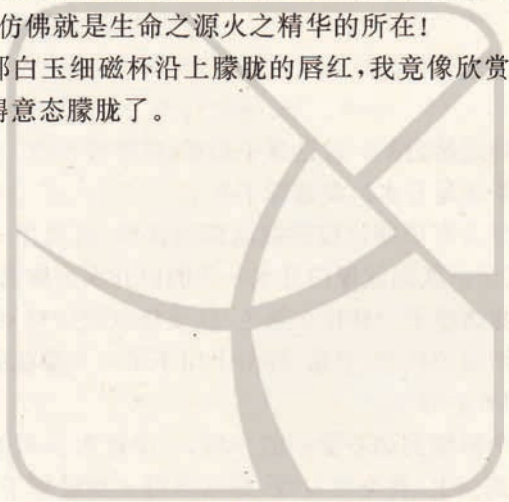 仿佛就是生命之源火之精华的所在!
那白玉细磁杯沿上朦胧的唇红,我竟像欣赏
得意态朦胧了。